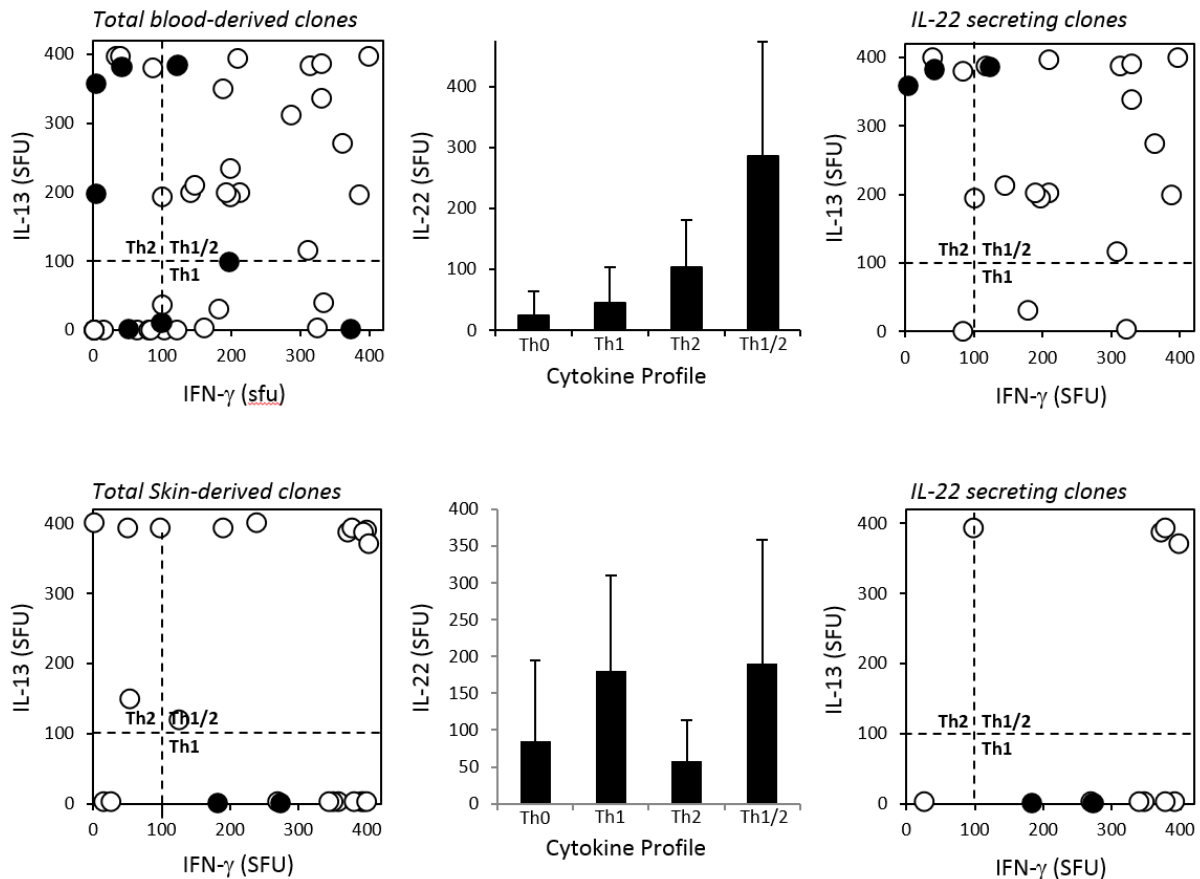 Total blood-derived clones
IL-13 (SFU)
400
300
200
100
0
Th2 Th1/2
Th1
0 100 200 300 400
IFN-γ (sfu)
IL-22 (SFU)
400
300
200
100
0
Th0 Th1 Th2 Th1/2
Cytokine Profile
IL-22 secreting clones
IL-13 (SFU)
400
300
200
100
0
Th2 Th1/2
Th1
0 100 200 300 400
IFN-γ (SFU)
Total Skin-derived clones
IL-13 (SFU)
400
300
200
100
0
Th2 Th1/2
Th1
0 100 200 300 400
IFN-γ (SFU)
IL-22 (SFU)
400
350
300
250
200
150
100
50
0
Th0 Th1 Th2 Th1/2
Cytokine Profile
IL-22 secreting clones
IL-13 (SFU)
400
300
200
100
0
Th2 Th1/2
Th1
0 100 200 300 400
IFN-γ (SFU)